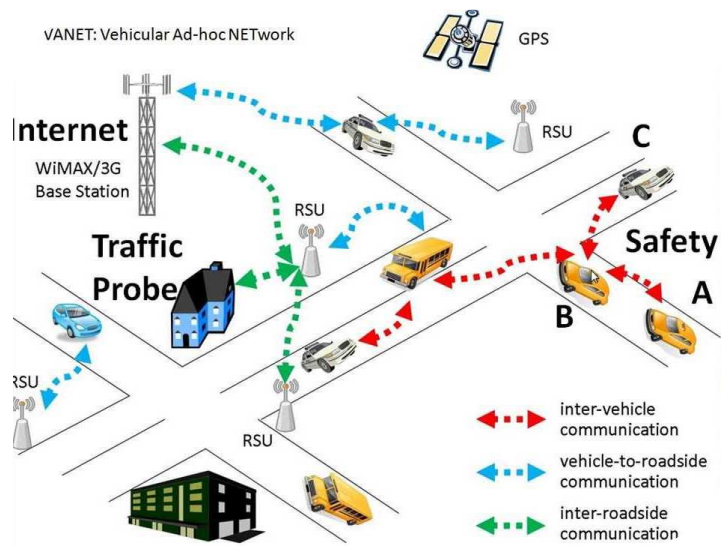 VANET: Vehicular Ad-hoc NETwork
GPS
Internet
WiMAX/3G
Base Station
RSU
C
RSU
Traffic
Probe
Safety
A
B
RSU
RSU
inter-vehicle
communication
vehicle-to-roadside
communication
inter-roadside
communication